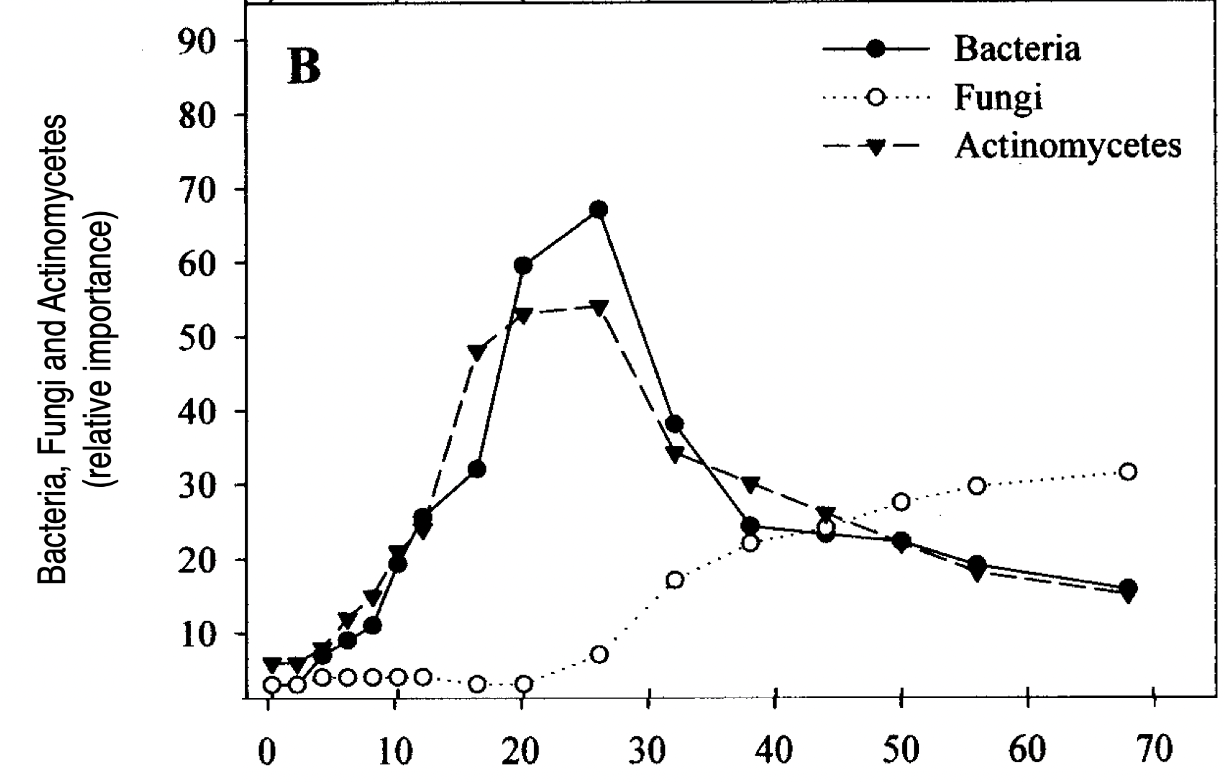 B
Bacteria
Fungi
Actinomycetes
Bacteria, Fungi and Actinomycetes
(relative importance)
90
80
70
60
50
40
30
20
10
0 10 20 30 40 50 60 70